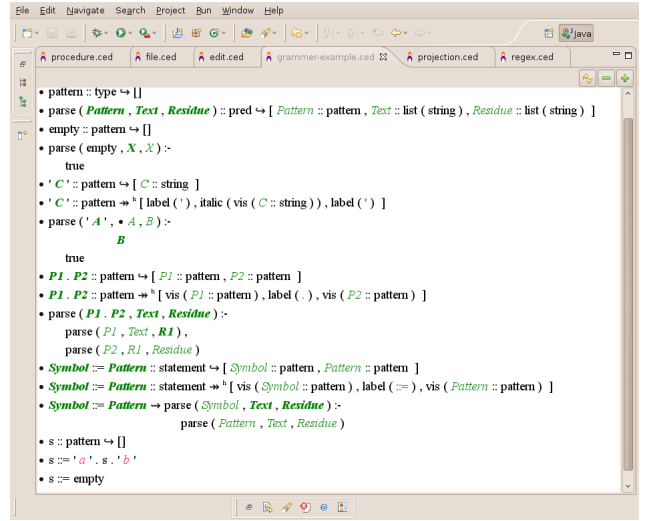 File Edit Navigate Search Project Run Window Help
Java
procedure.ced file.ced edit.ced grammer-example.ced projection.ced regex.ced
• pattern :: type ↪ []
• parse ( Pattern , Text , Residue ) :: pred ↪ [ Pattern :: pattern , Text :: list ( string ) , Residue :: list ( string ) ]
• empty :: pattern ↪ []
• parse ( empty , X , X ) :-
true
• ' C ' :: pattern ↪ [ C :: string ]
• ' C ' :: pattern ↠ h [ label ( ' ) , italic ( vis ( C :: string ) ) , label ( ' ) ]
• parse ( ' A ' , • A , B ) :-
B
true
• P1 . P2 :: pattern ↪ [ P1 :: pattern , P2 :: pattern ]
• P1 . P2 :: pattern ↠ h [ vis ( P1 :: pattern ) , label ( . ) , vis ( P2 :: pattern ) ]
• parse ( P1 . P2 , Text , Residue ) :-
parse ( P1 , Text , R1 ) ,
parse ( P2 , R1 , Residue )
• Symbol ::= Pattern :: statement ↪ [ Symbol :: pattern , Pattern :: pattern ]
• Symbol ::= Pattern :: statement ↠ h [ vis ( Symbol :: pattern ) , label ( ::= ) , vis ( Pattern :: pattern ) ]
• Symbol ::= Pattern → parse ( Symbol , Text , Residue ) :-
parse ( Pattern , Text , Residue )
• s :: pattern ↪ []
• s ::= ' a ' . s . ' b '
• s ::= empty